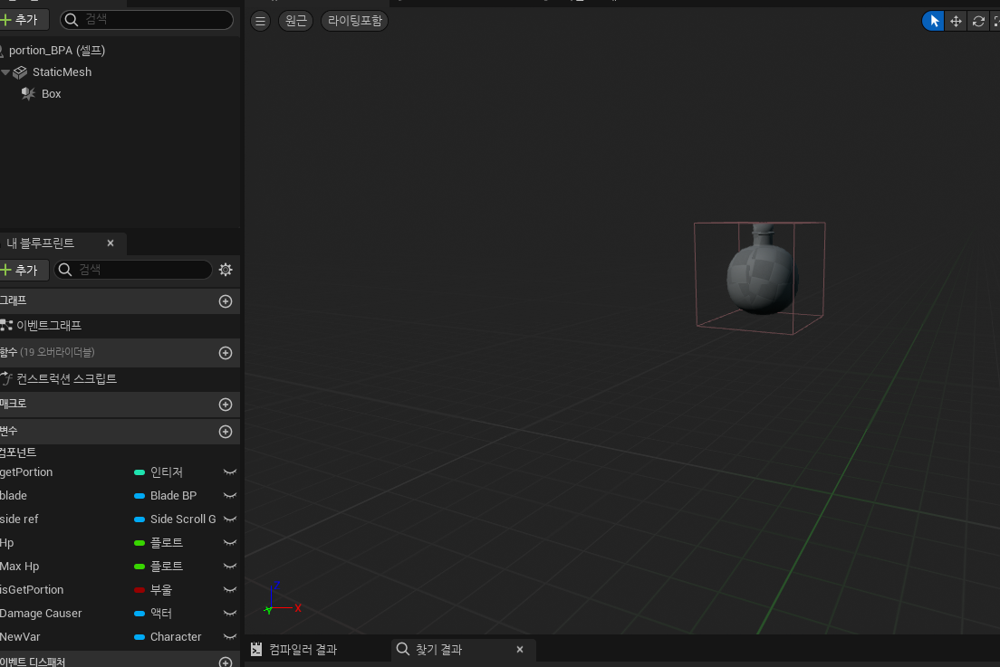 추가
검색
원근
라이팅포함
portion_BPA (셀프)
StaticMesh
Box
내 블루프린트
추가
검색
그래프
이벤트그래프
함수 (19 오버라이더블)
컨스트럭션 스크립트
매크로
변수
컴포넌트
getPortion 인티저
blade Blade BP
side ref Side Scroll G
Hp 플로트
Max Hp 플로트
isGetPortion 부울
Damage Causer 액터
NewVar Character
이벤트 디스패처
Z
Y
X
컴파일러 결과
찾기 결과